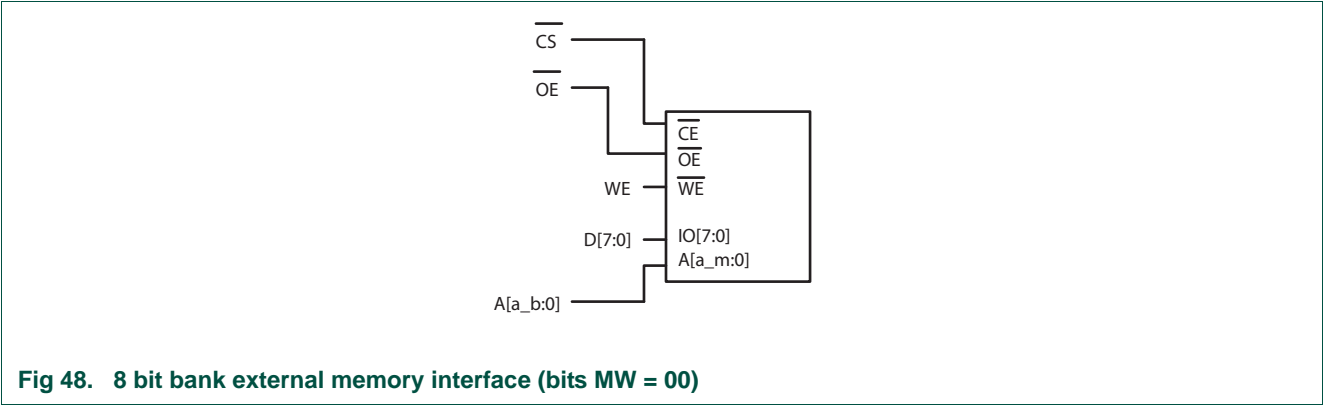 CS
OE
CE
OE
WE WE
D[7:0] IO[7:0]
A[a_m:0]
A[a_b:0]
Fig 48. 8 bit bank external memory interface (bits MW = 00)